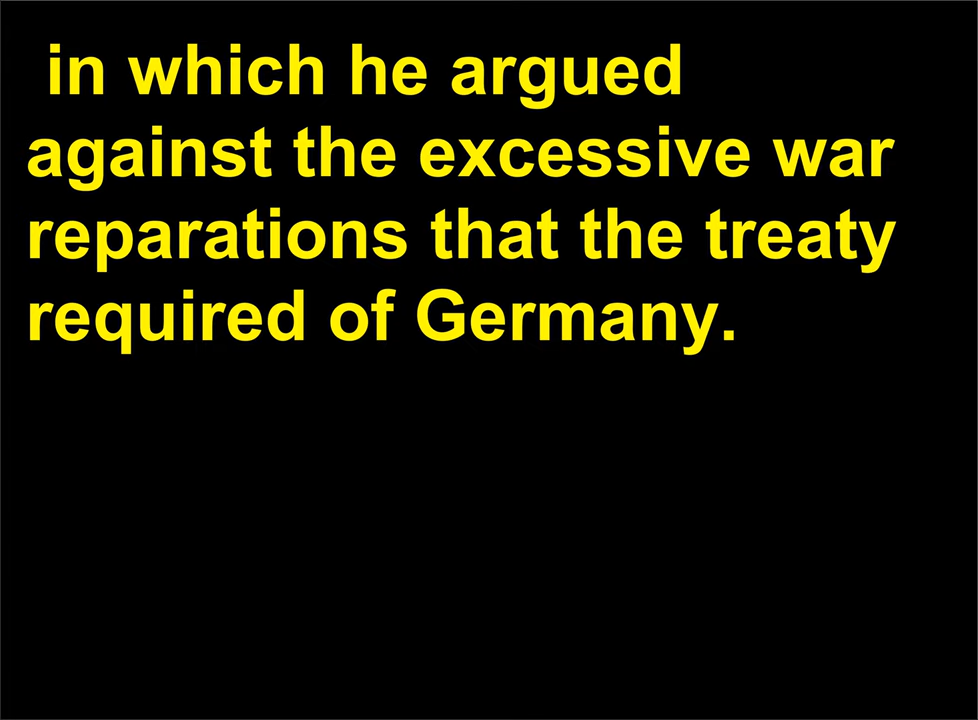 in which he argued
against the excessive war
reparations that the treaty
required of Germany.